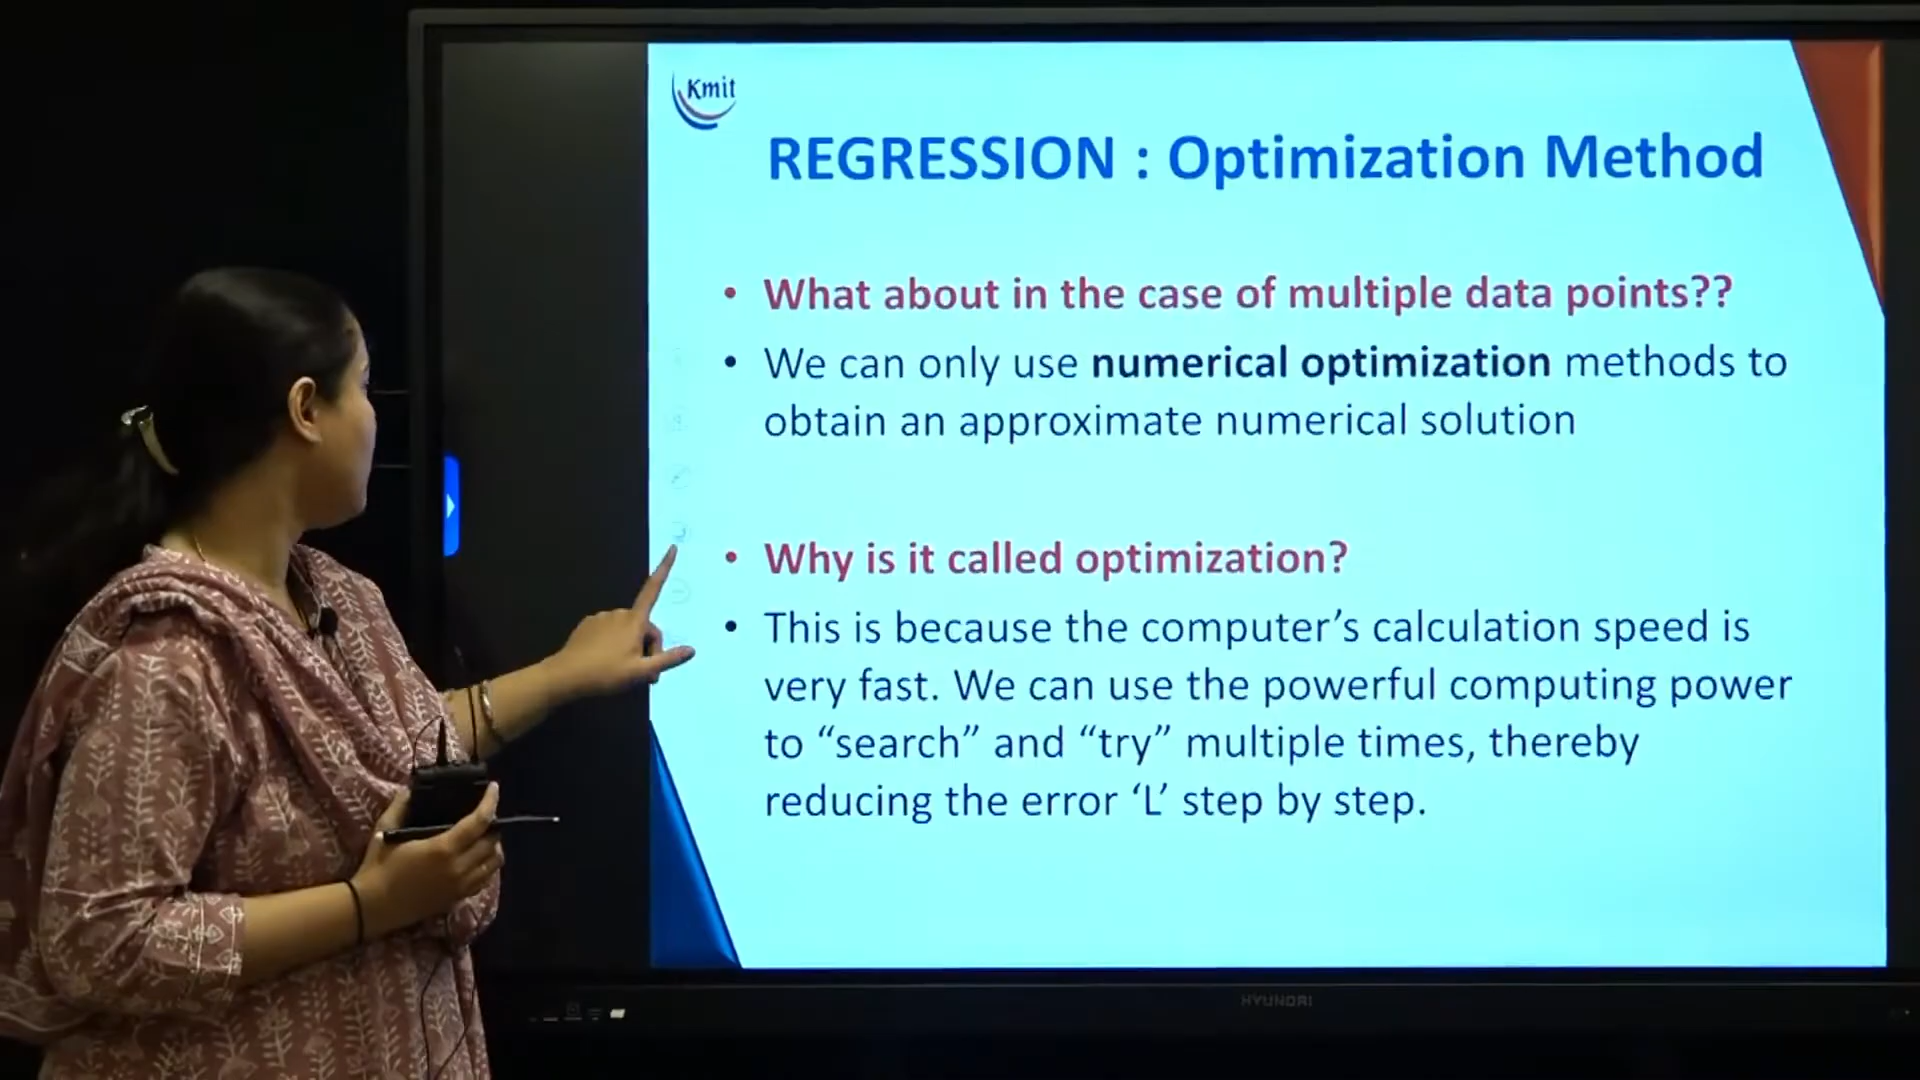 Kmit
REGRESSION : Optimization Method
• What about in the case of multiple data points??
• We can only use numerical optimization methods to
obtain an approximate numerical solution
• Why is it called optimization?
• This is because the computer’s calculation speed is
very fast. We can use the powerful computing power
to “search” and “try” multiple times, thereby
reducing the error ‘L’ step by step.
HYUNDAI